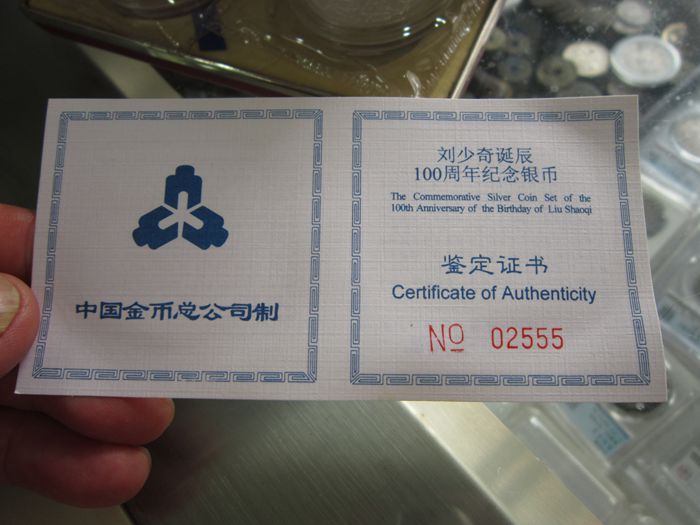 中国金币总公司制
刘少奇诞辰
100周年纪念银币
The Commemorative Silver Coin Set of the
100th Anniversary of the Birthday of Liu Shaoqi
鉴定证书
Certificate of Authenticity
No 02555